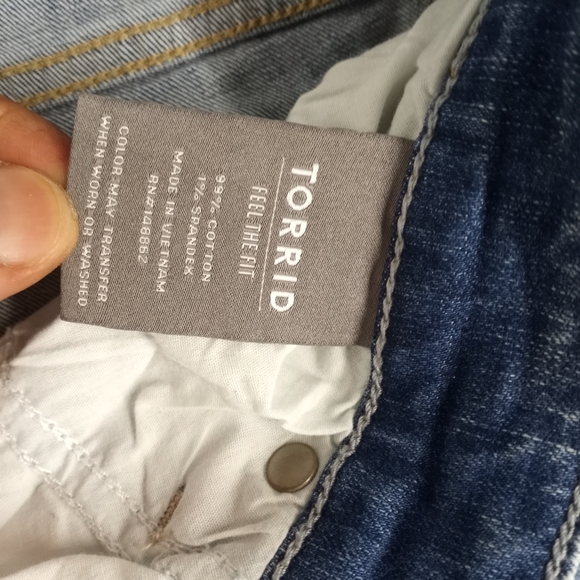 TORRID
FEEL THE FIT
99% COTTON
1% SPANDEX
MADE IN VIETNAM
RN#146892
COLOR MAY TRANSFER
WHEN WORN OR WASHED